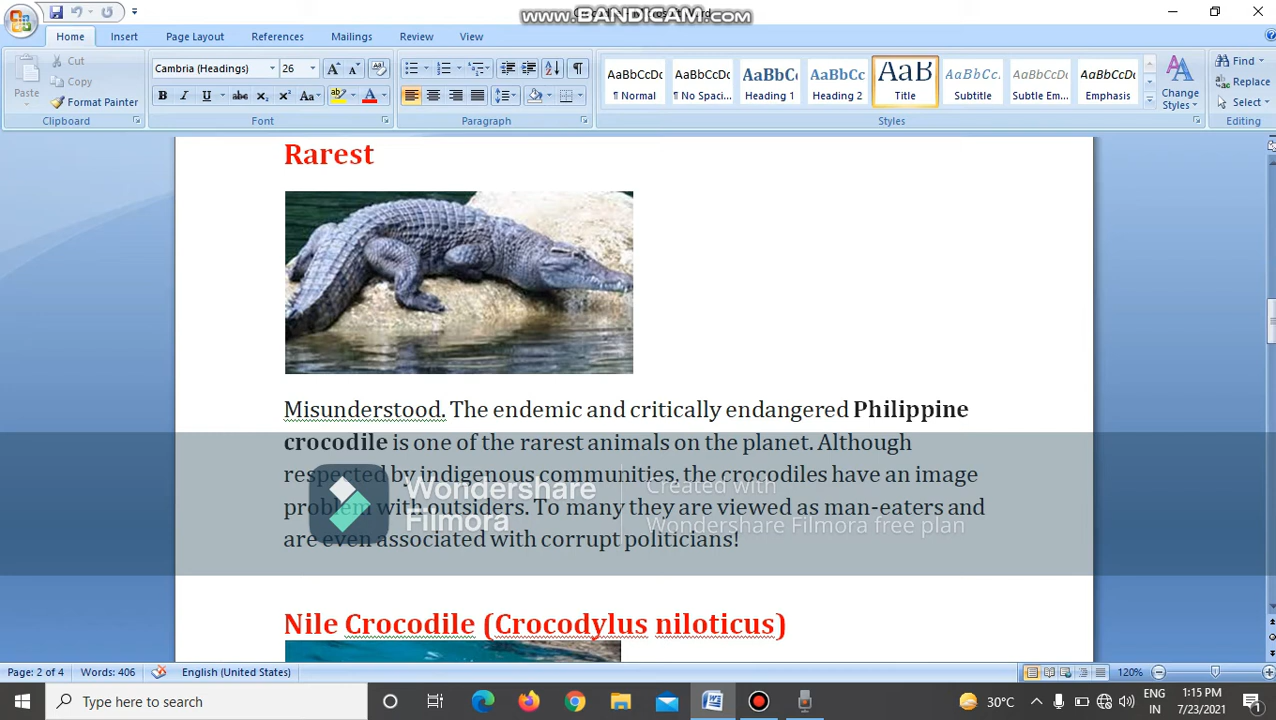 www.BANDICAM.com
Home Insert Page Layout References Mailings Review View
Cut
Copy
Paste
Format Painter
Clipboard
Cambria (Headings) 26
B I U abc x₂ x² Aa A
Font
Paragraph
AaBbCcDc AaBbCcDc AaBbCc AaBbCc AaB AaBbCc. AaBbCcDc AaBbCcDc
¶ Normal ¶ No Spaci... Heading 1 Heading 2 Title Subtitle Subtle Em... Emphasis
Styles
Change Styles
Find
Replace
Select
Editing
Rarest
Misunderstood. The endemic and critically endangered Philippine
crocodile is one of the rarest animals on the planet. Although
respected by indigenous communities, the crocodiles have an image
problem with outsiders. To many they are viewed as man-eaters and
are even associated with corrupt politicians!
Wondershare
Filmora
Created with
Wondershare Filmora free plan
Nile Crocodile (Crocodylus niloticus)
Page: 2 of 4 Words: 406 English (United States) 120%
Type here to search
30°C
ENG
IN
1:15 PM
7/23/2021
1